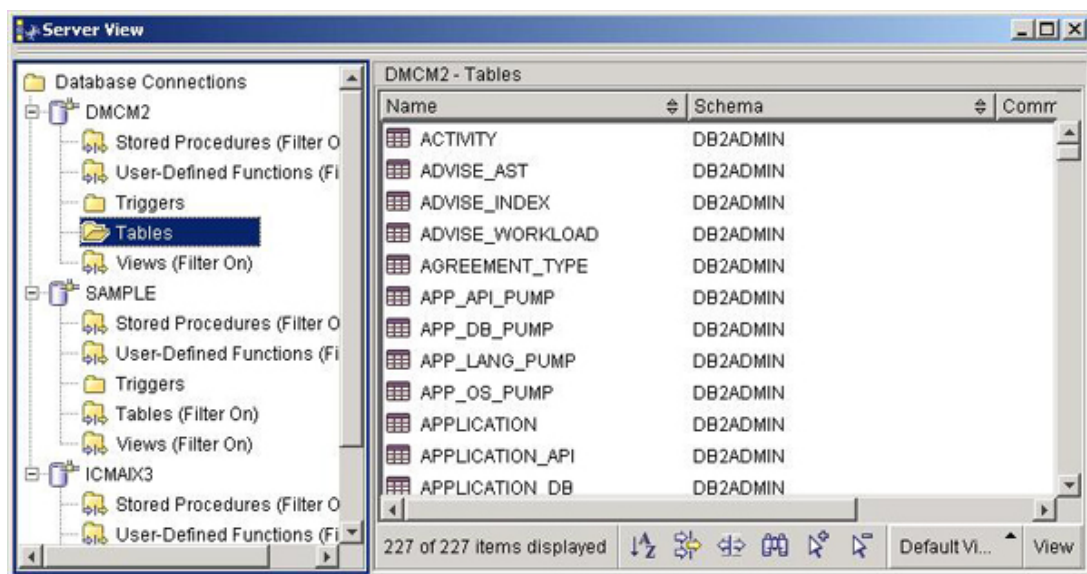 Server View
Database Connections
DMCM2
Stored Procedures (Filter O
User-Defined Functions (Fi
Triggers
Tables
Views (Filter On)
SAMPLE
Stored Procedures (Filter O
User-Defined Functions (Fi
Triggers
Tables (Filter On)
Views (Filter On)
ICMAIX3
Stored Procedures (Filter O
User-Defined Functions (Fi
DMCM2 - Tables
Name Schema Comm
ACTIVITY DB2ADMIN
ADVISE_AST DB2ADMIN
ADVISE_INDEX DB2ADMIN
ADVISE_WORKLOAD DB2ADMIN
AGREEMENT_TYPE DB2ADMIN
APP_API_PUMP DB2ADMIN
APP_DB_PUMP DB2ADMIN
APP_LANG_PUMP DB2ADMIN
APP_OS_PUMP DB2ADMIN
APPLICATION DB2ADMIN
APPLICATION_API DB2ADMIN
APPLICATION_DB DB2ADMIN
227 of 227 items displayed Default Vi... View